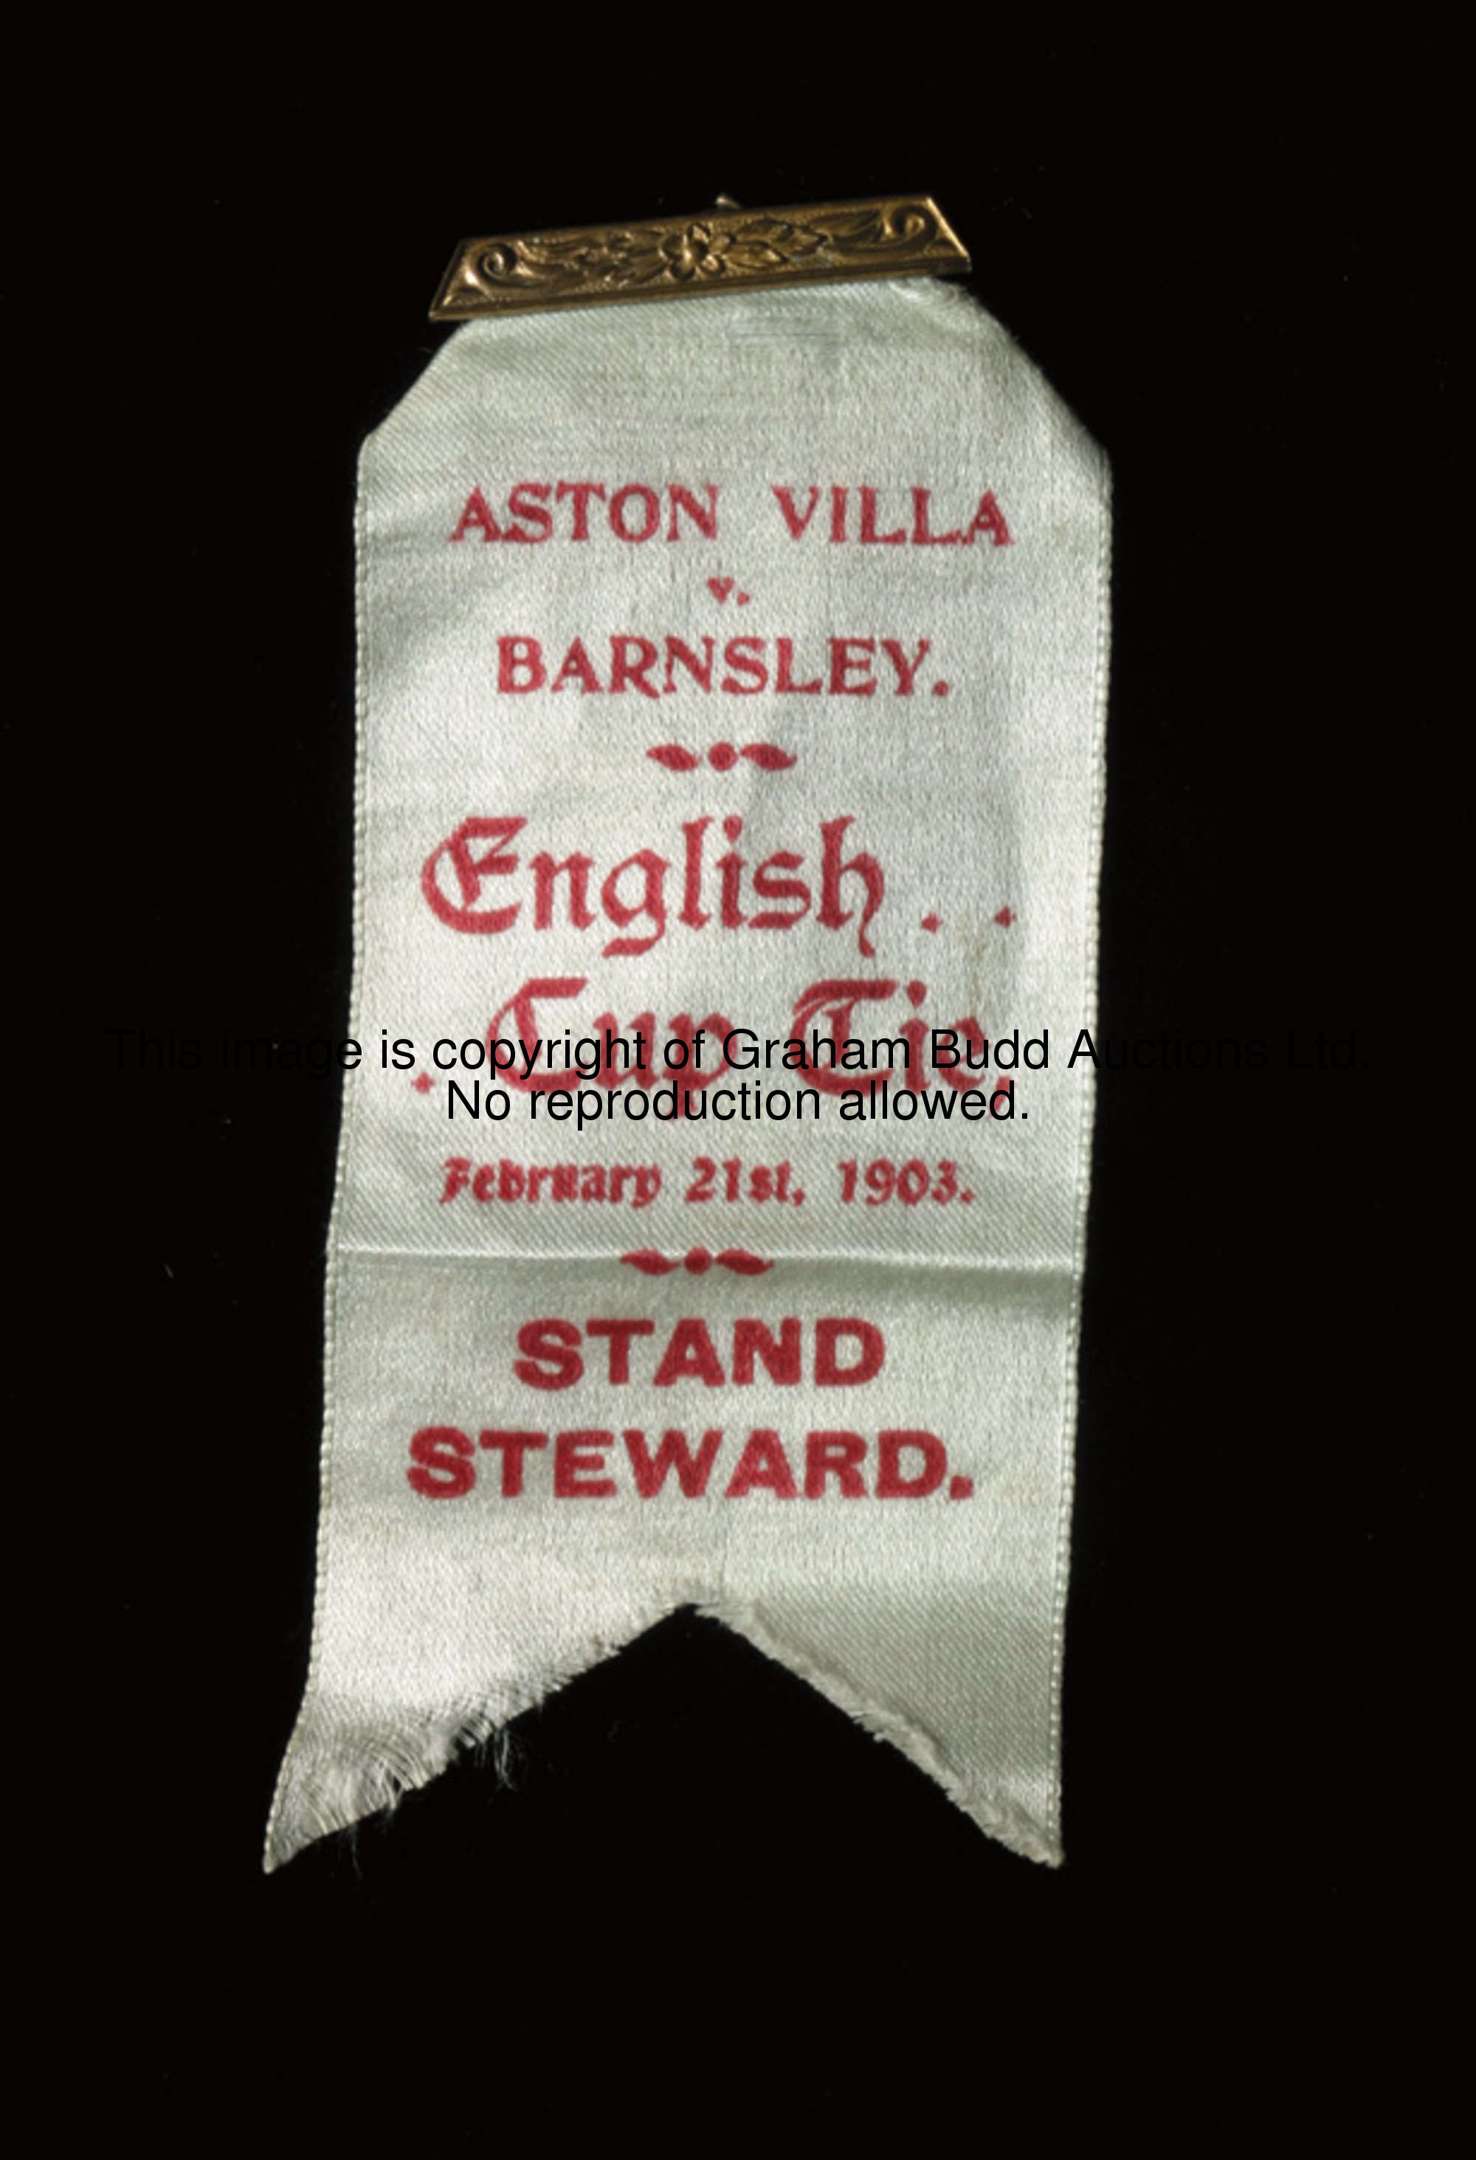 ASTON VILLA
v.
BARNSLEY.
English . .
. Cup Tie,
This image is copyright of Graham Budd Auctions Ltd.
No reproduction allowed.
February 21st, 1903.
STAND
STEWARD.